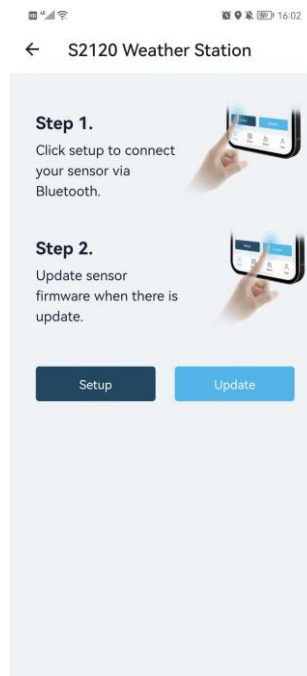 16:02
S2120 Weather Station
Step 1.
Click setup to connect
your sensor via
Bluetooth.
Step 2.
Update sensor
firmware when there is
update.
Setup
Update